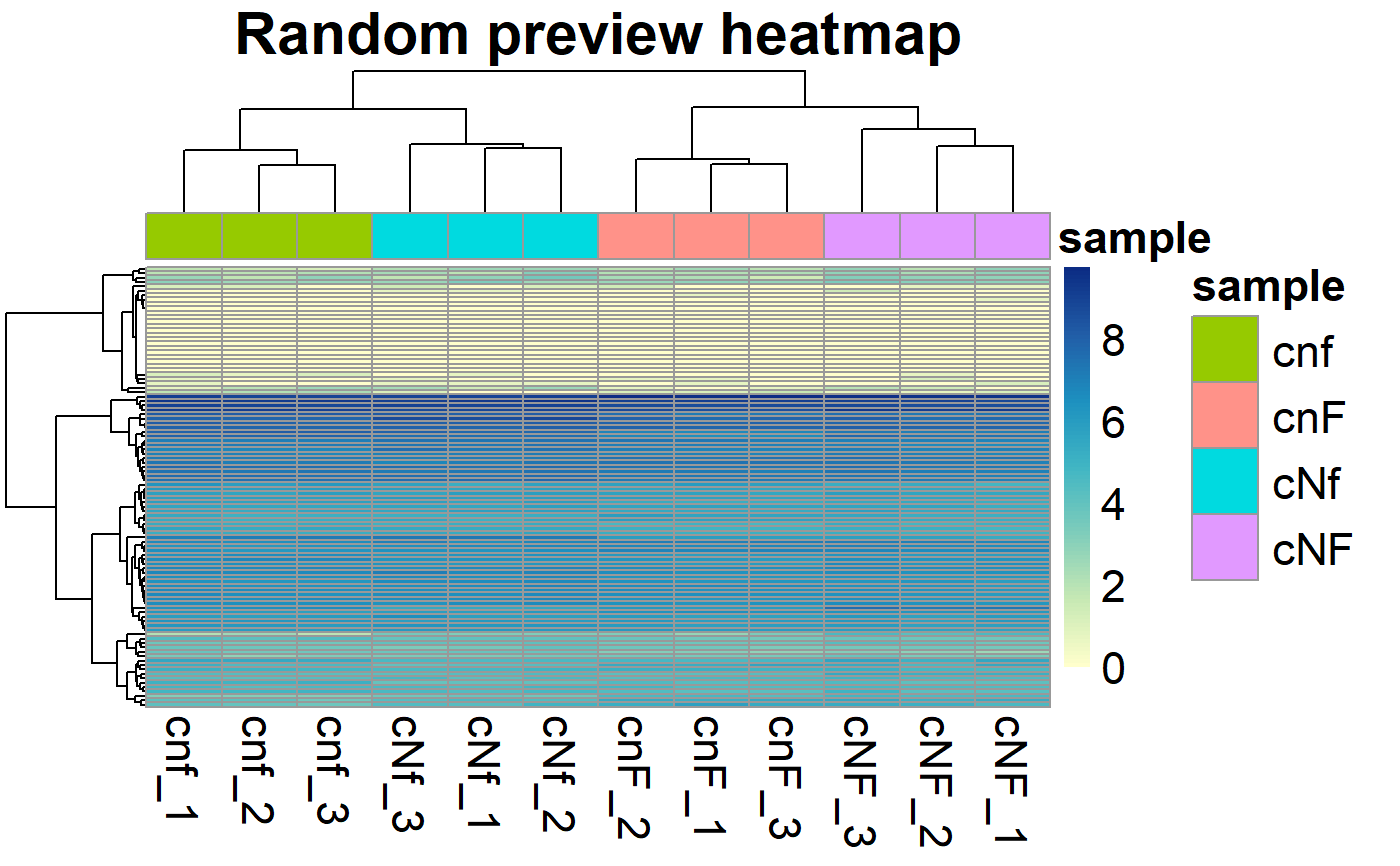 Random preview heatmap
sample
8
6
4
2
0
sample
cnf
cnF
cNf
cNF
cnf_1
cnf_2
cnf_3
cNf_3
cNf_1
cNf_2
cnF_2
cnF_1
cnF_3
cNF_3
cNF_2
cNF_1